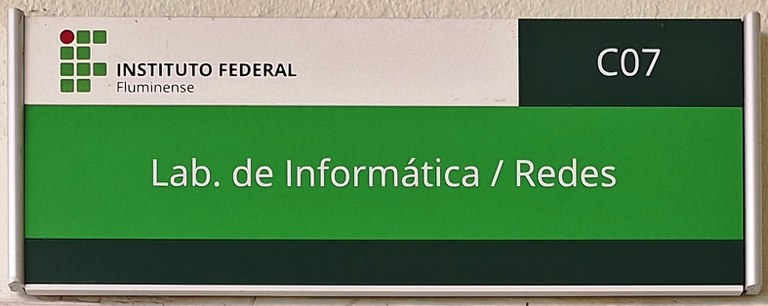 INSTITUTO FEDERAL
Fluminense
C07
Lab. de Informática / Redes